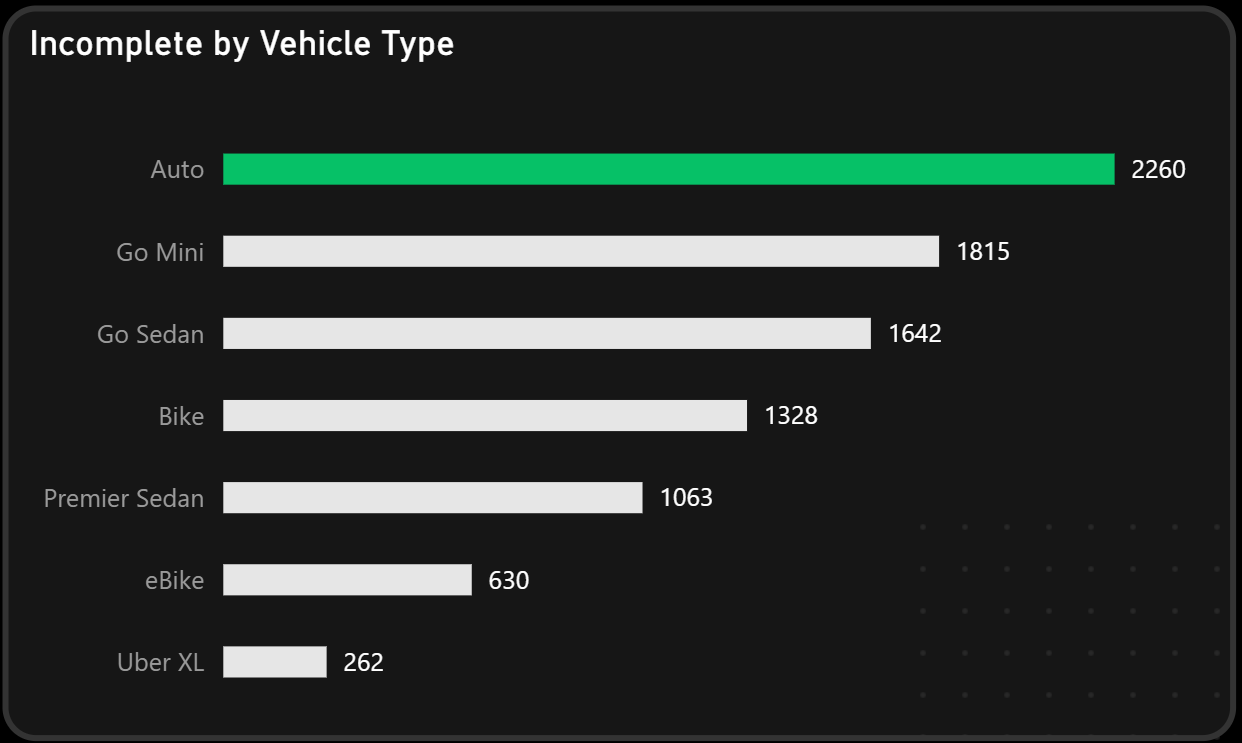 Incomplete by Vehicle Type
Auto 2260
Go Mini 1815
Go Sedan 1642
Bike 1328
Premier Sedan 1063
eBike 630
Uber XL 262